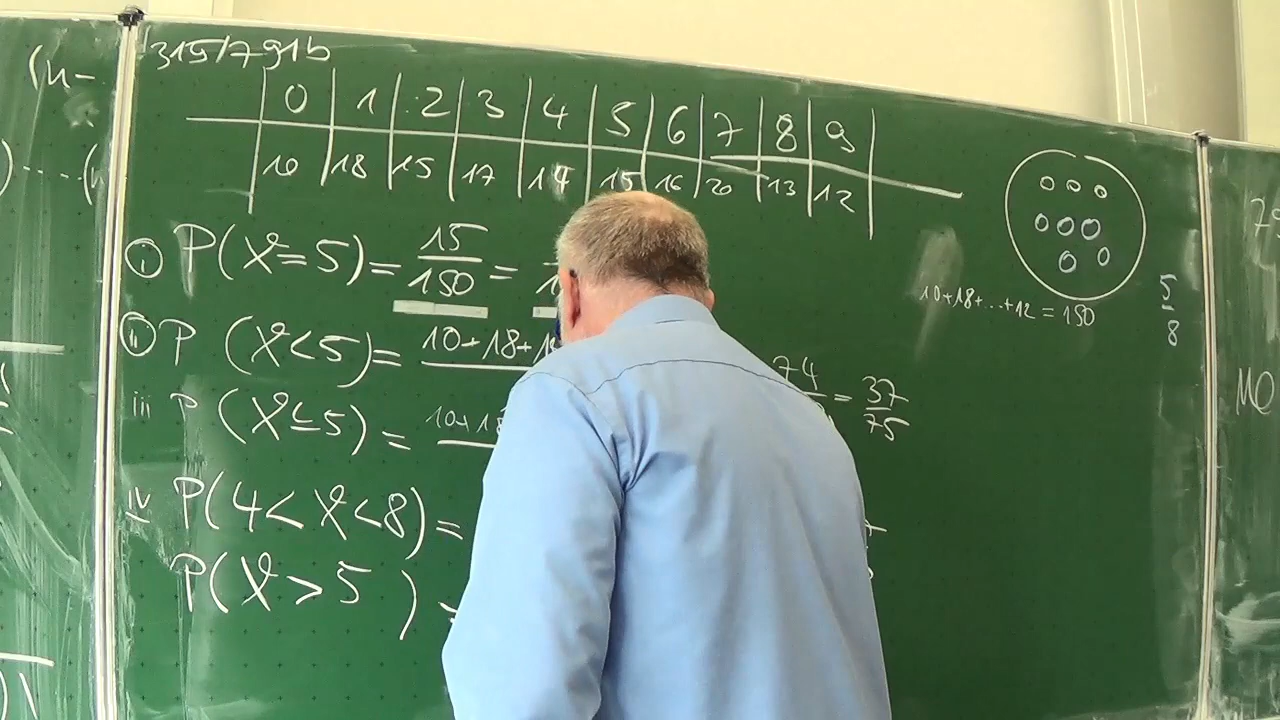 (n-
315/791b
0 1 2 3 4 5 6 7 8 9
10 18 15 17 14 15 16 20 13 12
i P(X=5)= 15/150 =
ii P (X<5)= 10+18+
74 = 37/75
iii P (X≤5) = 10+18
iv P(4<X<8)=
P(X>5 )
10+18+...+12 = 150
5/8